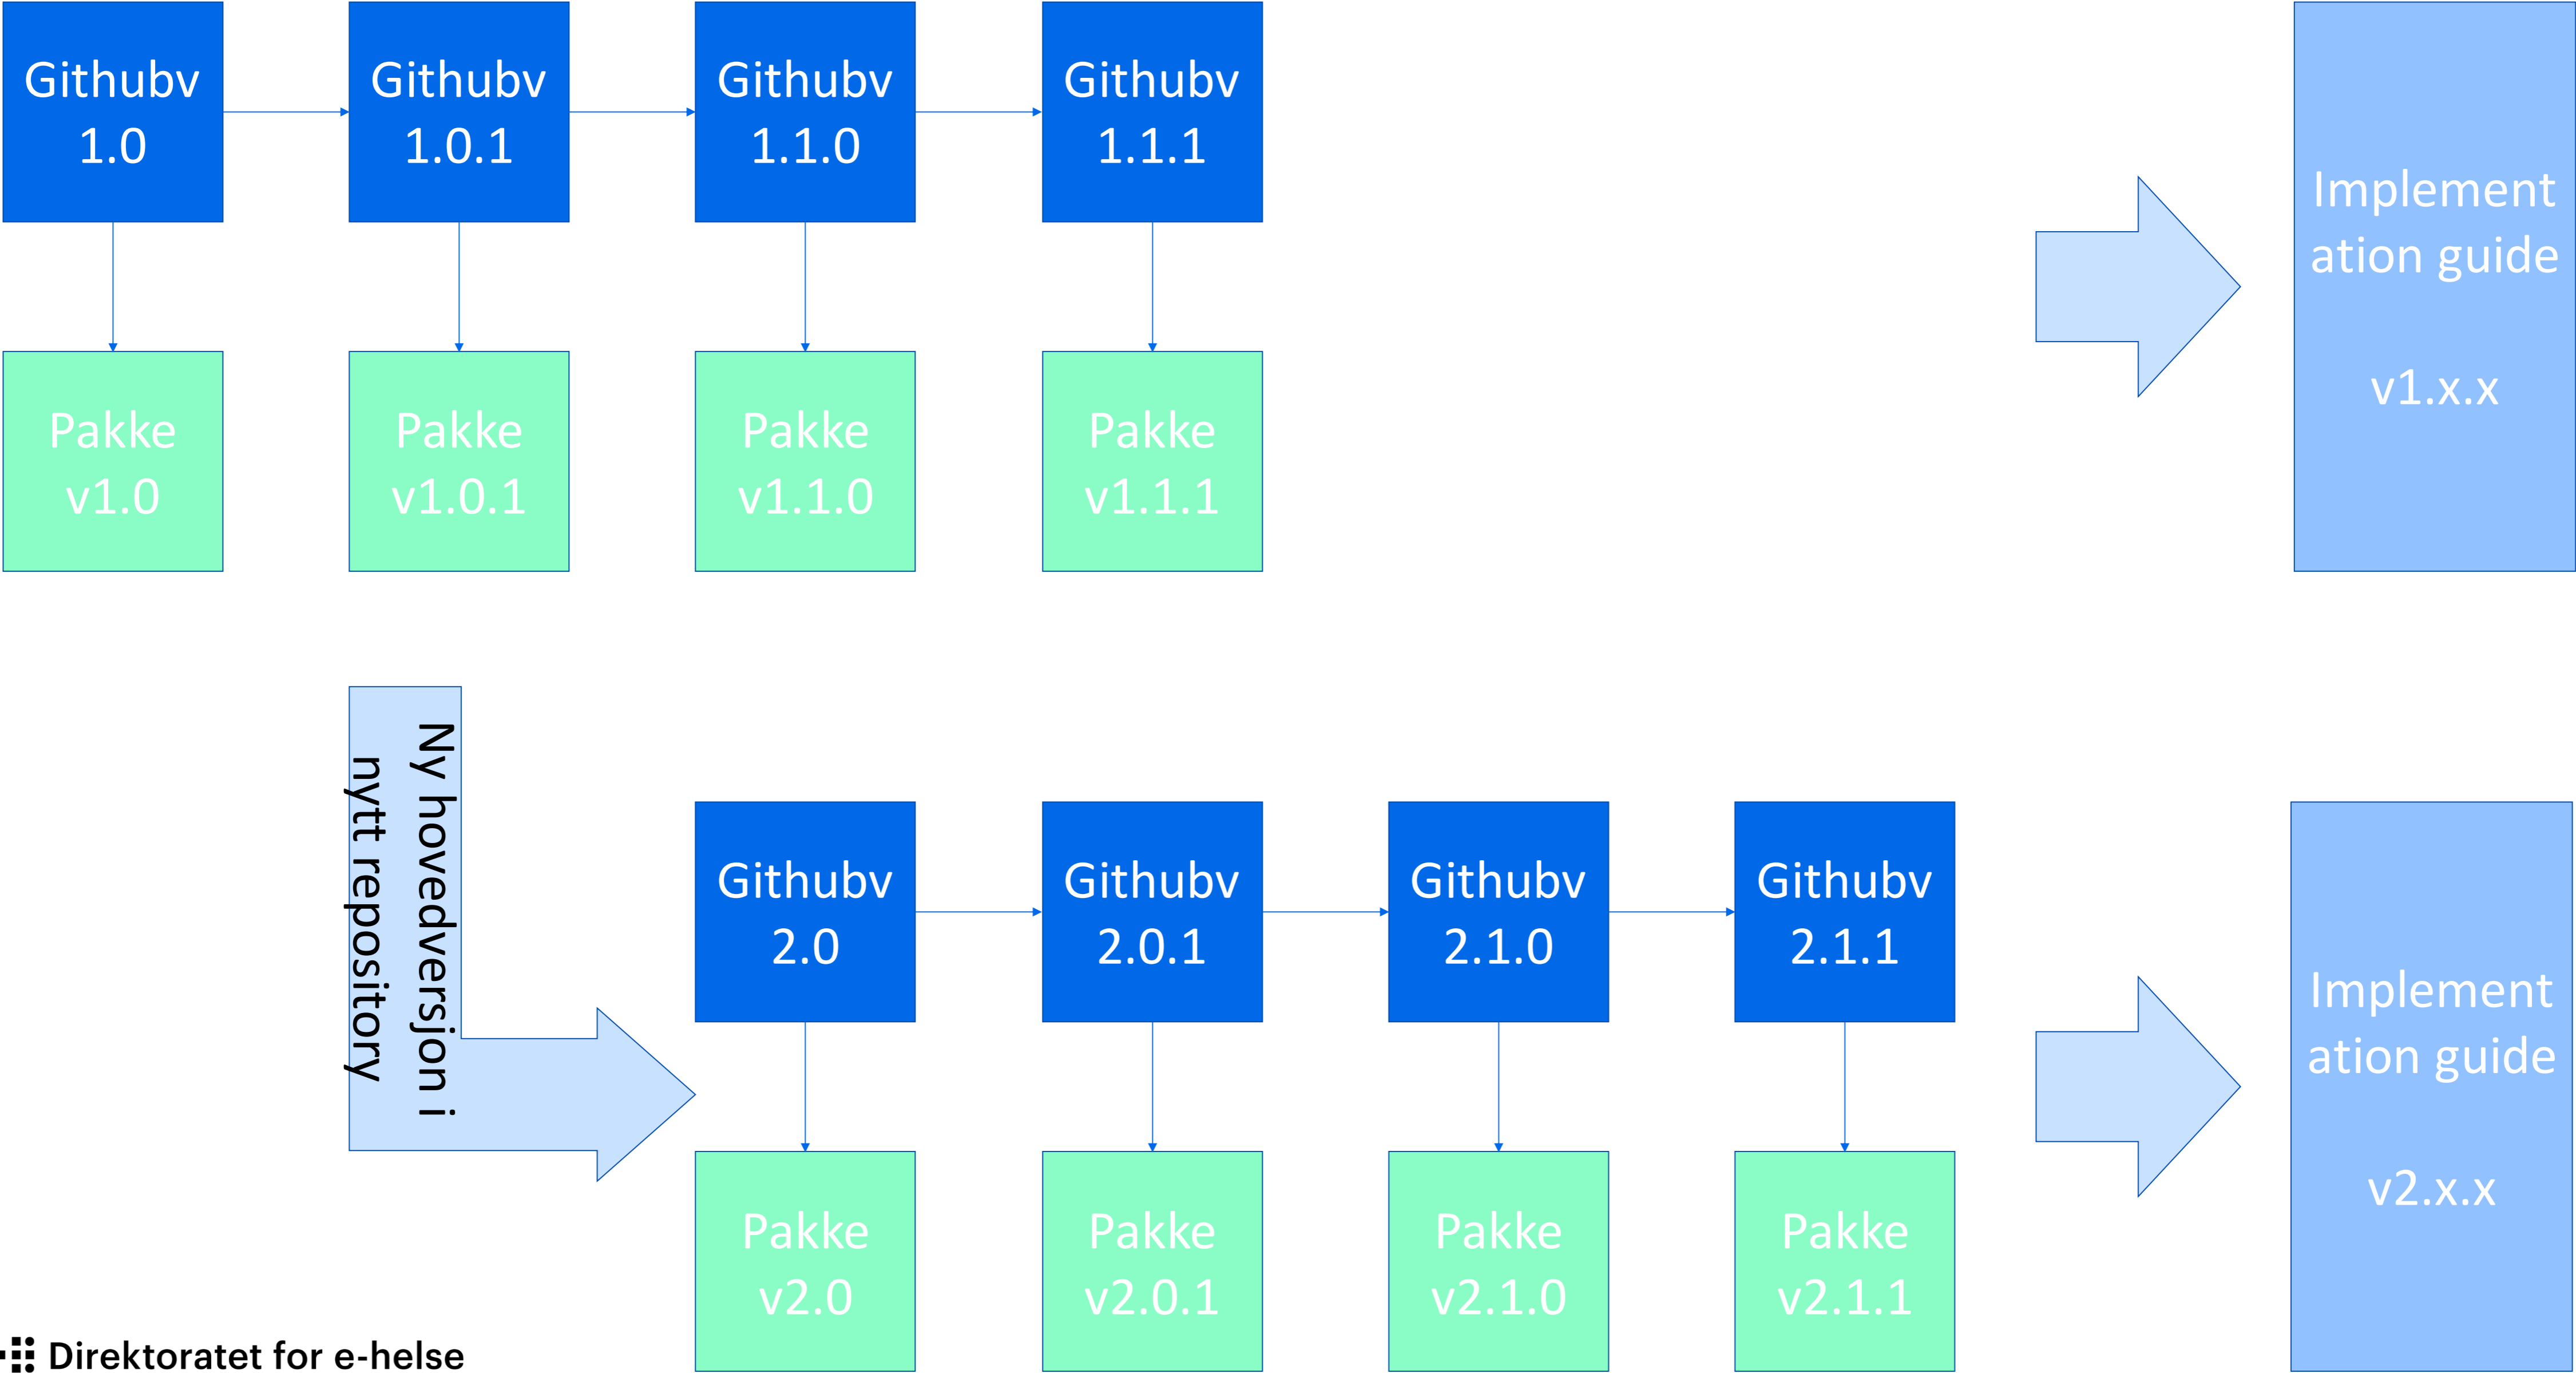 Githubv
1.0
Githubv
1.0.1
Githubv
1.1.0
Githubv
1.1.1
Implement
ation guide
v1.x.x
Pakke
v1.0
Pakke
v1.0.1
Pakke
v1.1.0
Pakke
v1.1.1
Ny hovedversjon i
nytt repository
Githubv
2.0
Githubv
2.0.1
Githubv
2.1.0
Githubv
2.1.1
Implement
ation guide
v2.x.x
Pakke
v2.0
Pakke
v2.0.1
Pakke
v2.1.0
Pakke
v2.1.1
Direktoratet for e-helse